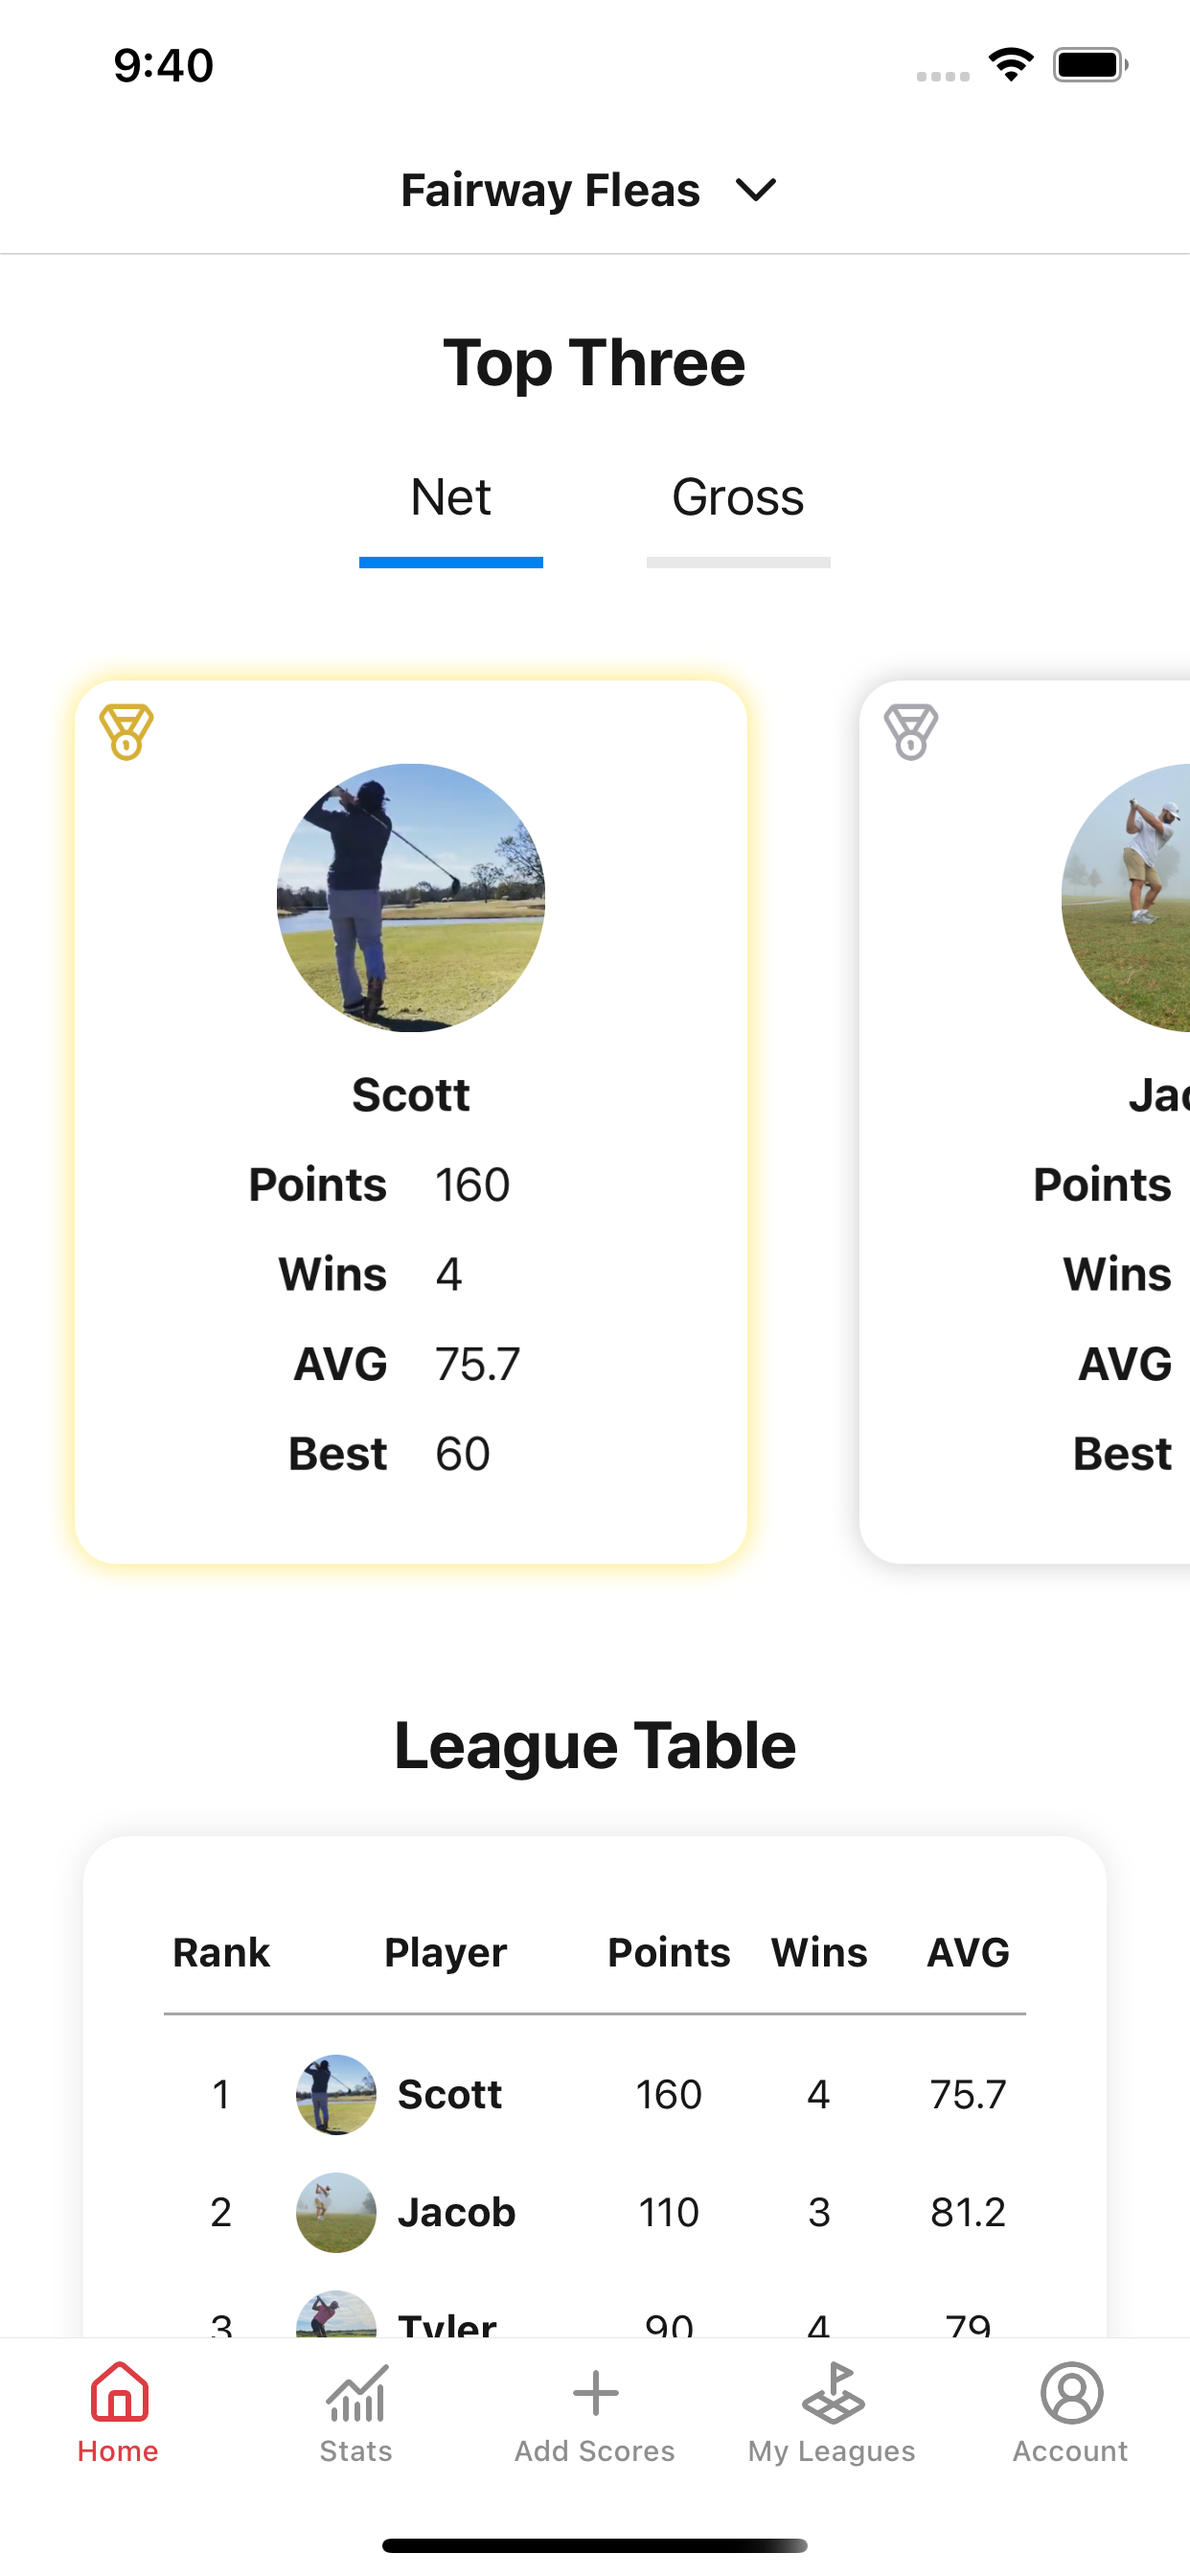 9:40
Fairway Fleas
Top Three
Net Gross
1 1
Scott
Points 160
Wins 4
AVG 75.7
Best 60
Jac
Points
Wins
AVG
Best
League Table
Rank Player Points Wins AVG
1 Scott 160 4 75.7
2 Jacob 110 3 81.2
3 Tyler 90 4 79
Home Stats Add Scores My Leagues Account